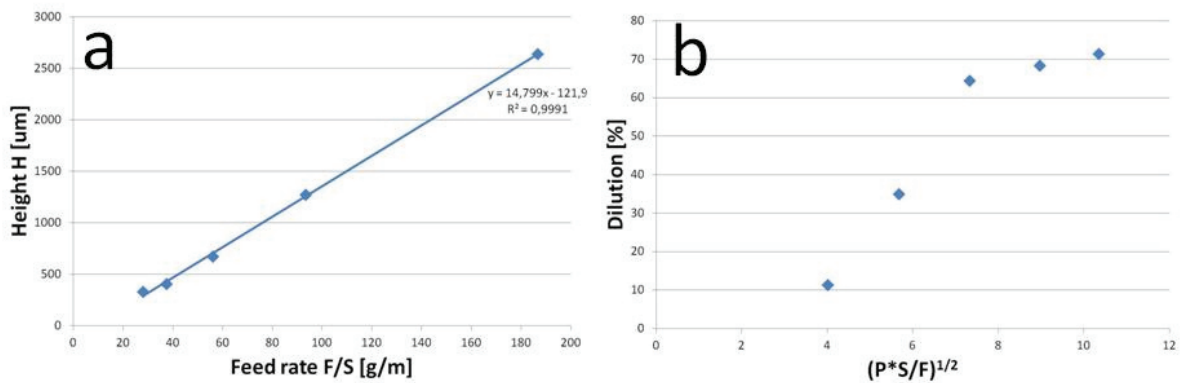 a
3000
2500
2000
1500
1000
500
0
0 20 40 60 80 100 120 140 160 180 200
Height H [um]
Feed rate F/S [g/m]
y = 14,799x - 121,9
R² = 0,9991
b
80
70
60
50
40
30
20
10
0
0 2 4 6 8 10 12
Dilution [%]
(P*S/F)^1/2